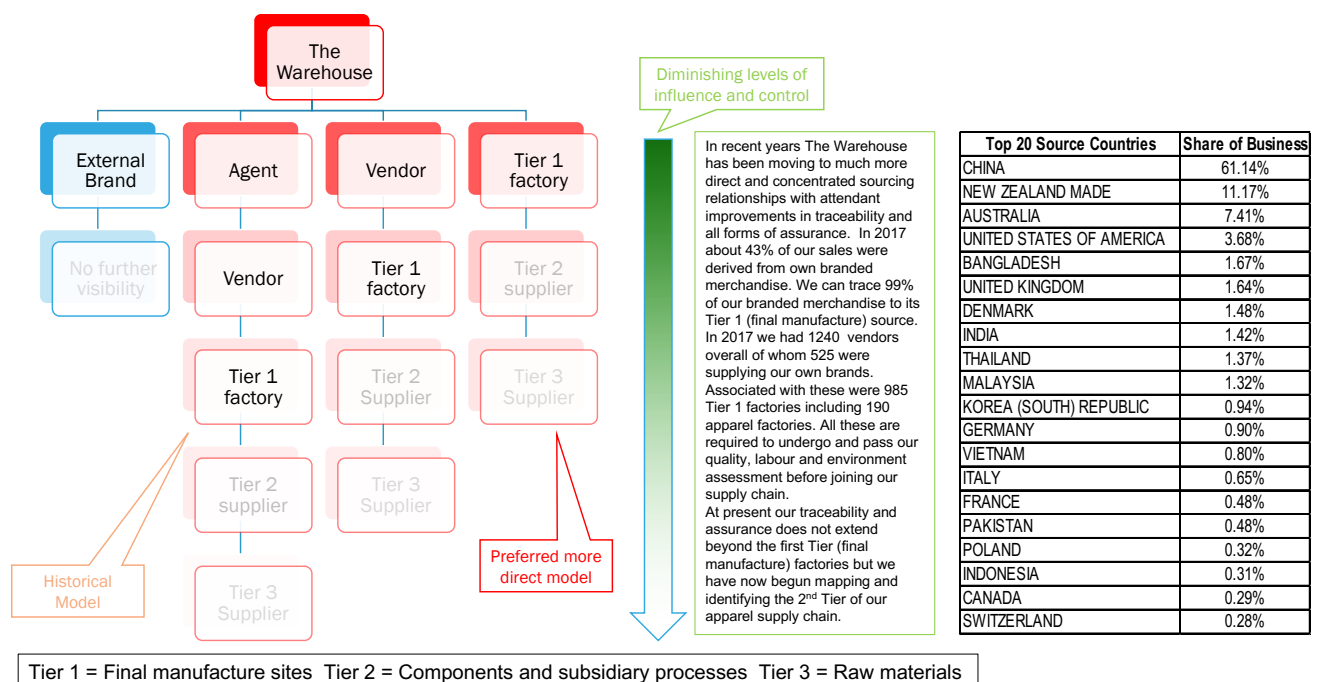 The
Warehouse
External
Brand
Agent
Vendor
Tier 1
factory
No further
visibility
Vendor
Tier 1
factory
Tier 2
supplier
Tier 1
factory
Tier 2
Supplier
Tier 3
Supplier
Tier 2
supplier
Tier 3
Supplier
Tier 3
Supplier
Historical
Model
Preferred more
direct model
Diminishing levels of
influence and control
In recent years The Warehouse
has been moving to much more
direct and concentrated sourcing
relationships with attendant
improvements in traceability and
all forms of assurance.  In 2017
about 43% of our sales were
derived from own branded
merchandise. We can trace 99%
of our branded merchandise to its
Tier 1 (final manufacture) source.
In 2017 we had 1240  vendors
overall of whom 525 were
supplying our own brands.
Associated with these were 985
Tier 1 factories including 190
apparel factories. All these are
required to undergo and pass our
quality, labour and environment
assessment before joining our
supply chain.
At present our traceability and
assurance does not extend
beyond the first Tier (final
manufacture) factories but we
have now begun mapping and
identifying the 2nd Tier of our
apparel supply chain.
Top 20 Source Countries Share of Business
CHINA 61.14%
NEW ZEALAND MADE 11.17%
AUSTRALIA 7.41%
UNITED STATES OF AMERICA 3.68%
BANGLADESH 1.67%
UNITED KINGDOM 1.64%
DENMARK 1.48%
INDIA 1.42%
THAILAND 1.37%
MALAYSIA 1.32%
KOREA (SOUTH) REPUBLIC 0.94%
GERMANY 0.90%
VIETNAM 0.80%
ITALY 0.65%
FRANCE 0.48%
PAKISTAN 0.48%
POLAND 0.32%
INDONESIA 0.31%
CANADA 0.29%
SWITZERLAND 0.28%
Tier 1 = Final manufacture sites  Tier 2 = Components and subsidiary processes  Tier 3 = Raw materials